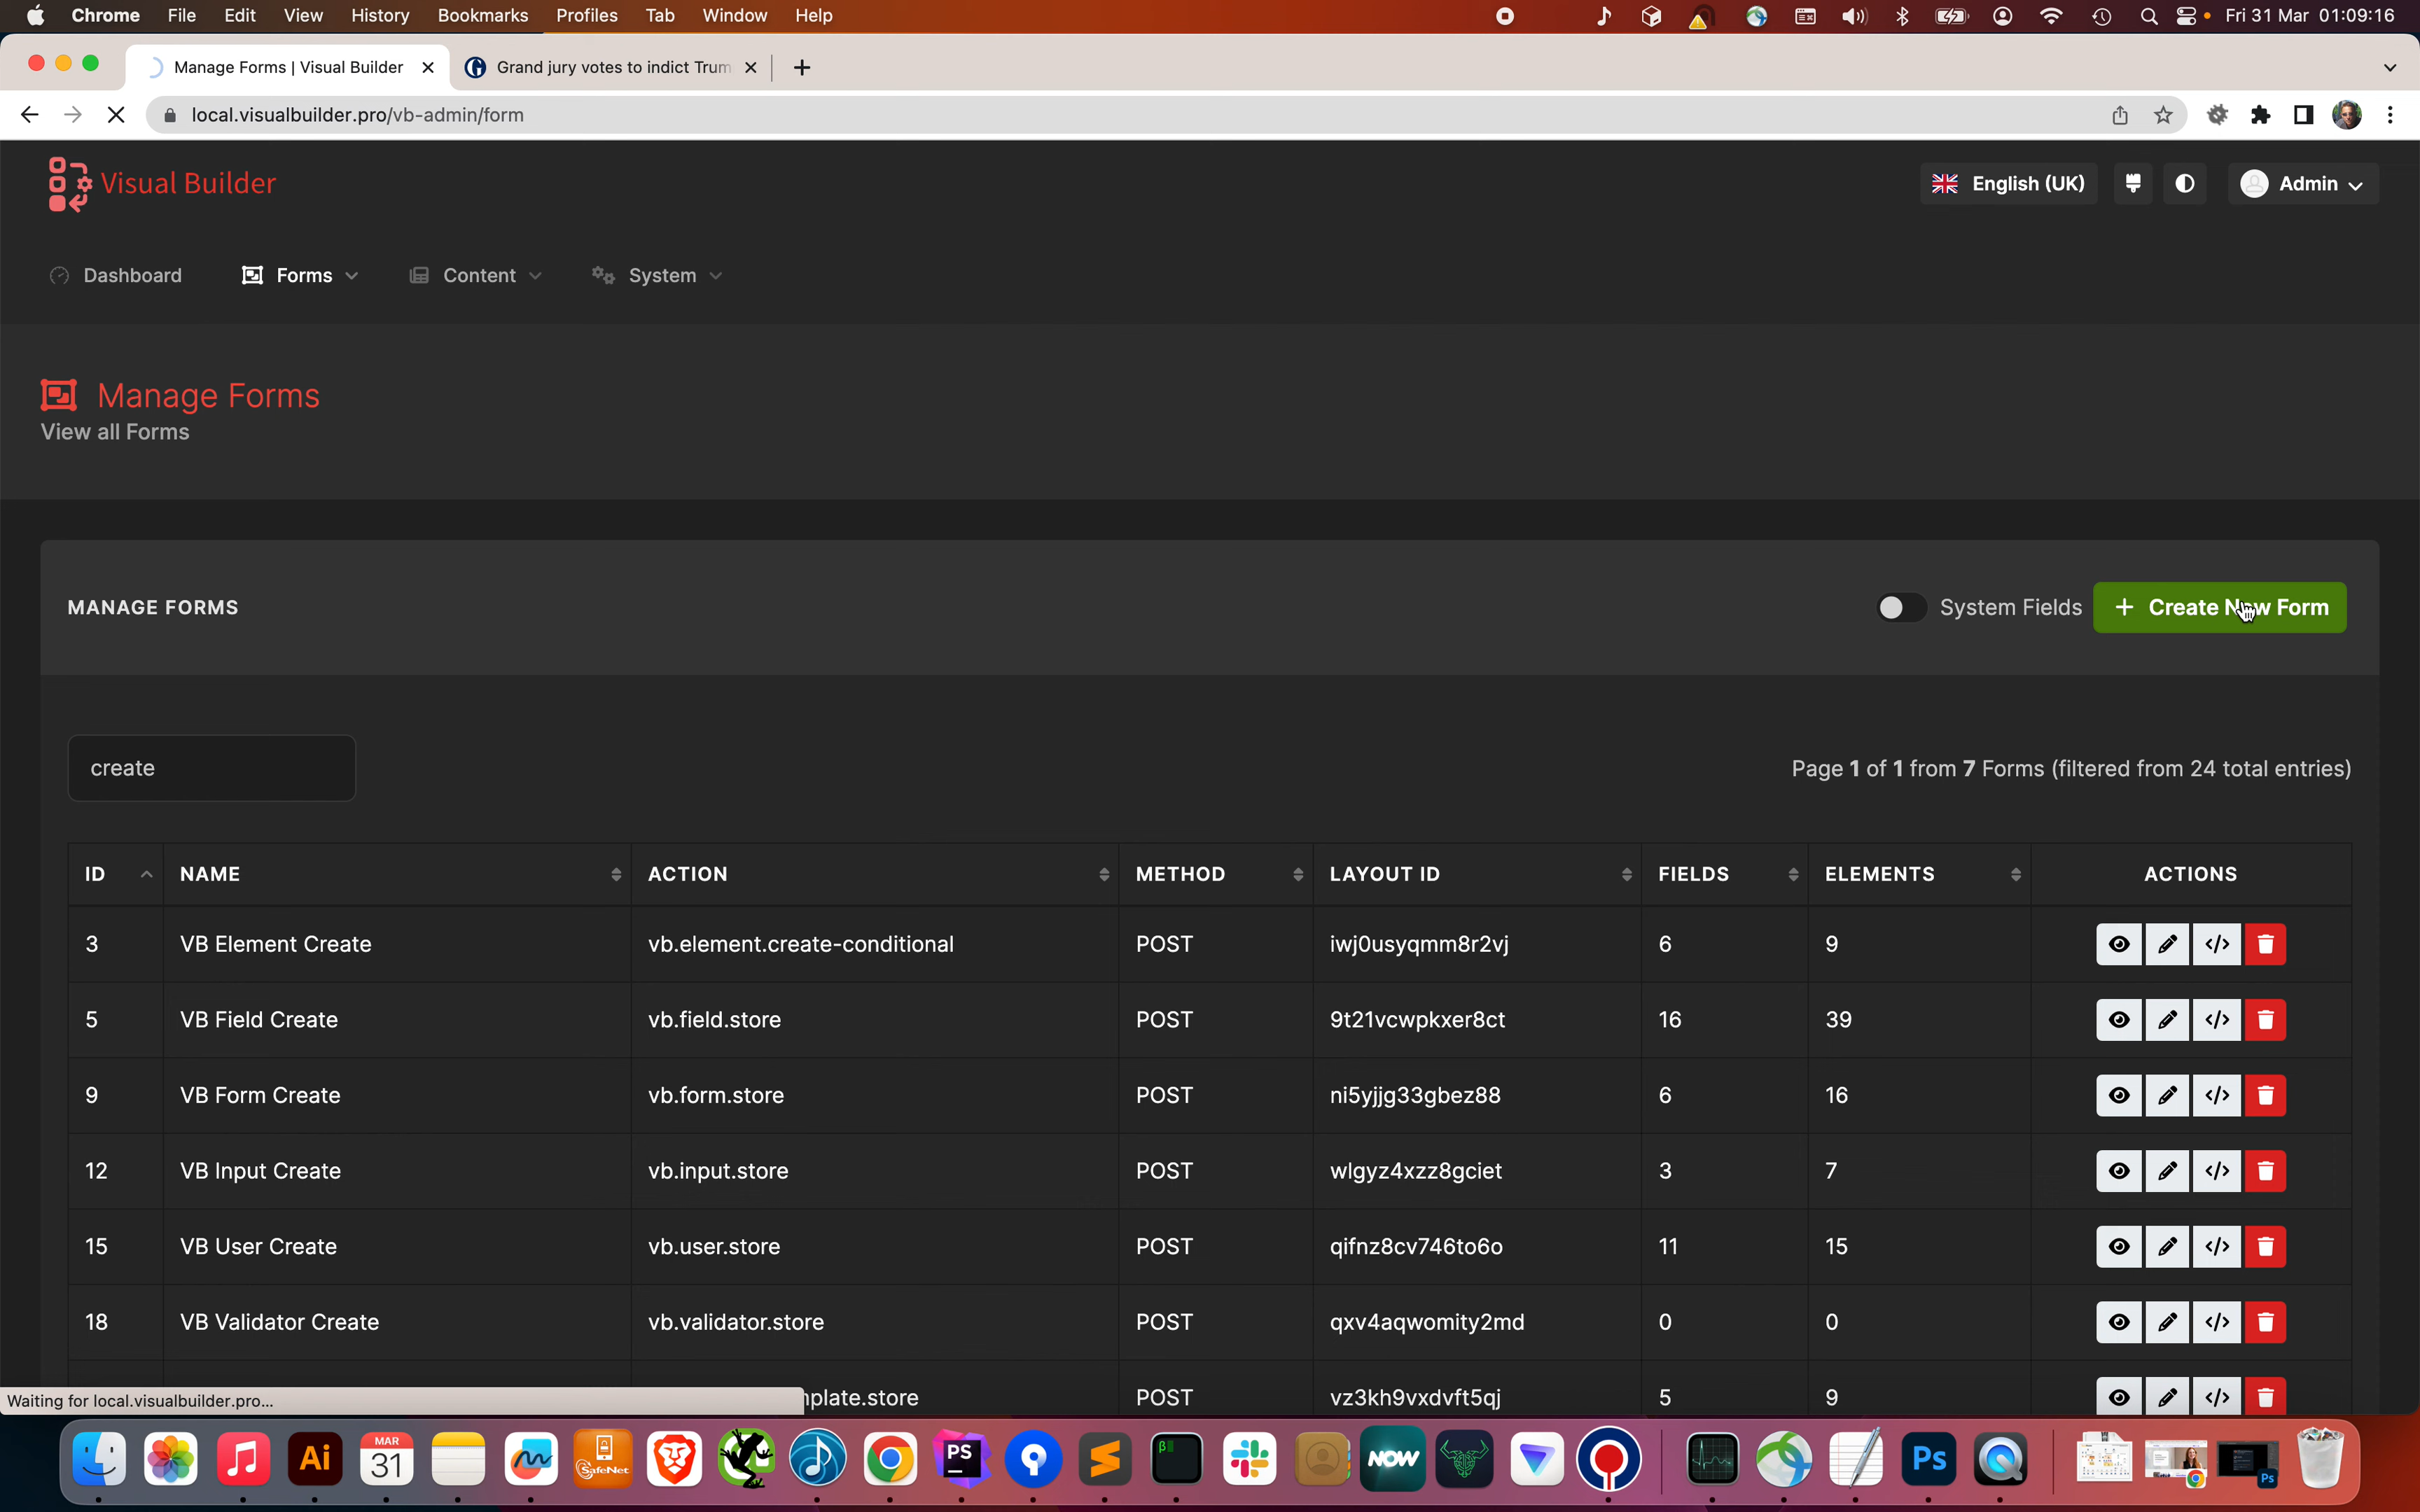 Chrome File Edit View History Bookmarks Profiles Tab Window Help Fri 31 Mar 01:09:16
Manage Forms | Visual Builder Grand jury votes to indict Trum
local.visualbuilder.pro/vb-admin/form
Visual Builder English (UK) Admin
Dashboard Forms Content System
Manage Forms
View all Forms
MANAGE FORMS System Fields + Create New Form
create Page 1 of 1 from 7 Forms (filtered from 24 total entries)
ID NAME ACTION METHOD LAYOUT ID FIELDS ELEMENTS ACTIONS
3 VB Element Create vb.element.create-conditional POST iwj0usyqmm8r2vj 6 9
5 VB Field Create vb.field.store POST 9t21vcwpkxer8ct 16 39
9 VB Form Create vb.form.store POST ni5yjjg33gbez88 6 16
12 VB Input Create vb.input.store POST wlgyz4xzz8gciet 3 7
15 VB User Create vb.user.store POST qifnz8cv746to6o 11 15
18 VB Validator Create vb.validator.store POST qxv4aqwomity2md 0 0
Waiting for local.visualbuilder.pro... nplate.store POST vz3kh9vxdvft5qj 5 9
Ai MAR 31 SafeNet PS NOW Ps Ps